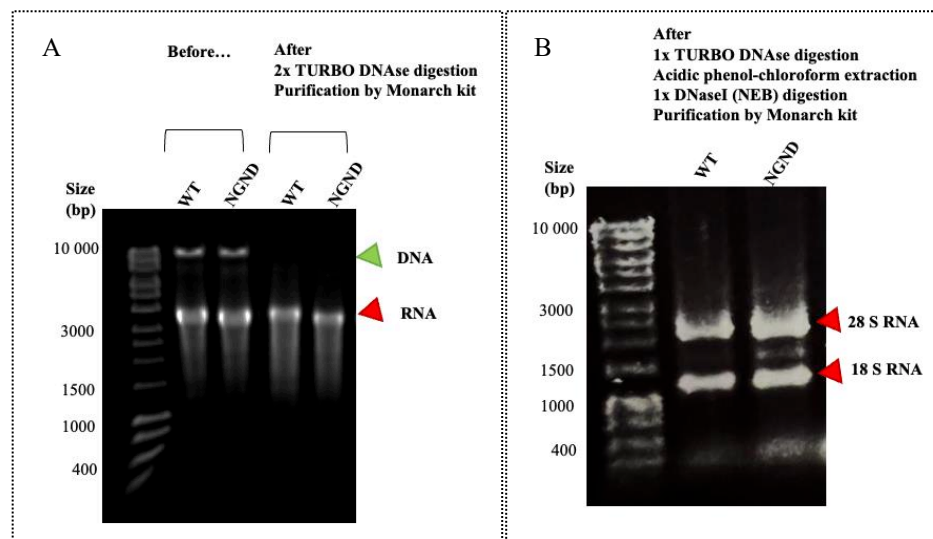 A
Before…
After
2x TURBO DNAse digestion
Purification by Monarch kit
Size
(bp)
WT
NGND
WT
NGND
10 000
3000
1500
1000
400
DNA
RNA
B
After
1x TURBO DNAse digestion
Acidic phenol-chloroform extraction
1x DNaseI (NEB) digestion
Purification by Monarch kit
Size
(bp)
WT
NGND
10 000
3000
1500
1000
400
28 S RNA
18 S RNA